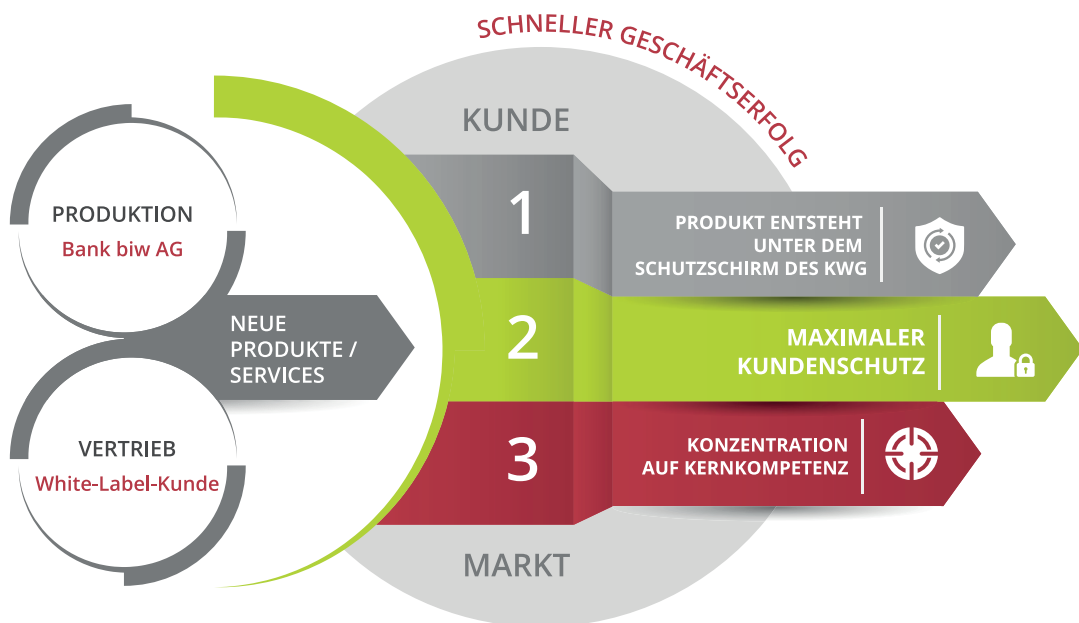 SCHNELLER GESCHÄFTSERFOLG
KUNDE
PRODUKTION
Bank biw AG
NEUE
PRODUKTE /
SERVICES
VERTRIEB
White-Label-Kunde
1
PRODUKT ENTSTEHT
UNTER DEM
SCHUTZSCHIRM DES KWG
2
MAXIMALER
KUNDENSCHUTZ
3
KONZENTRATION
AUF KERNKOMPETENZ
MARKT